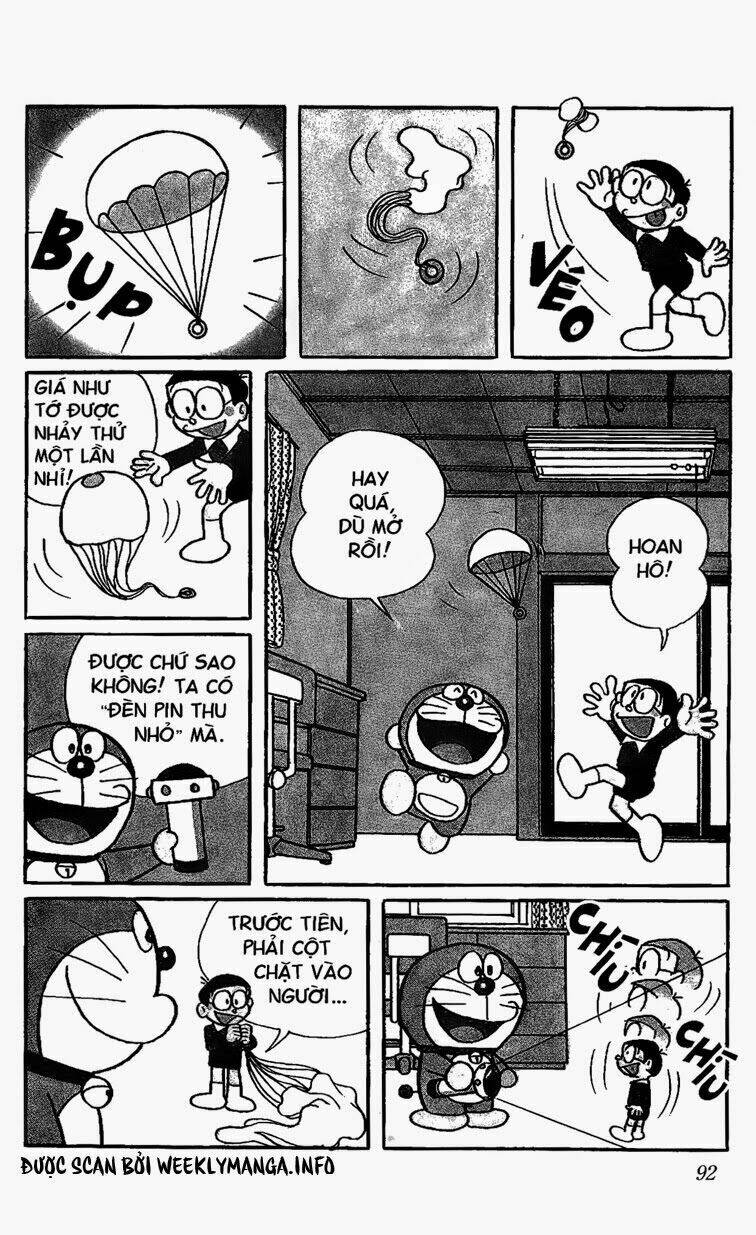 VÉO
BỤP
HOAN
HÔ!
HAY
QUÁ,
DÙ MỞ
RỒI!
GIÁ NHƯ
TỚ ĐƯỢC
NHẢY THỬ
MỘT LẦN
NHỈ!
ĐƯỢC CHỨ SAO
KHÔNG! TA CÓ
"ĐÈN PIN THU
NHỎ" MÀ.
CHÍU
CHÍU
TRƯỚC TIÊN,
PHẢI CỘT
CHẶT VÀO
NGƯỜI...
ĐƯỢC SCAN BỞI WEEKLYMANGA.INFO
92